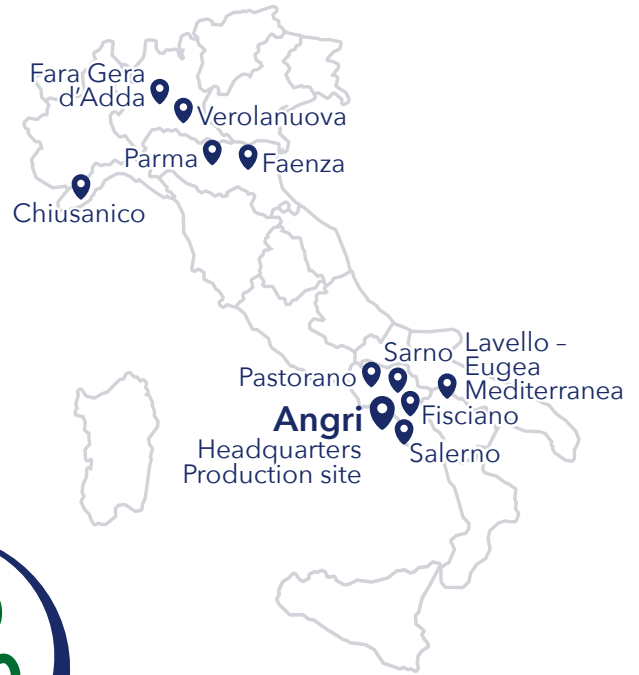 Fara Gera
d'Adda
Verolanuova
Parma
Faenza
Chiusanico
Sarno
Lavello –
Eugea
Mediterranea
Pastorano
Angri
Headquarters
Production site
Fisciano
Salerno